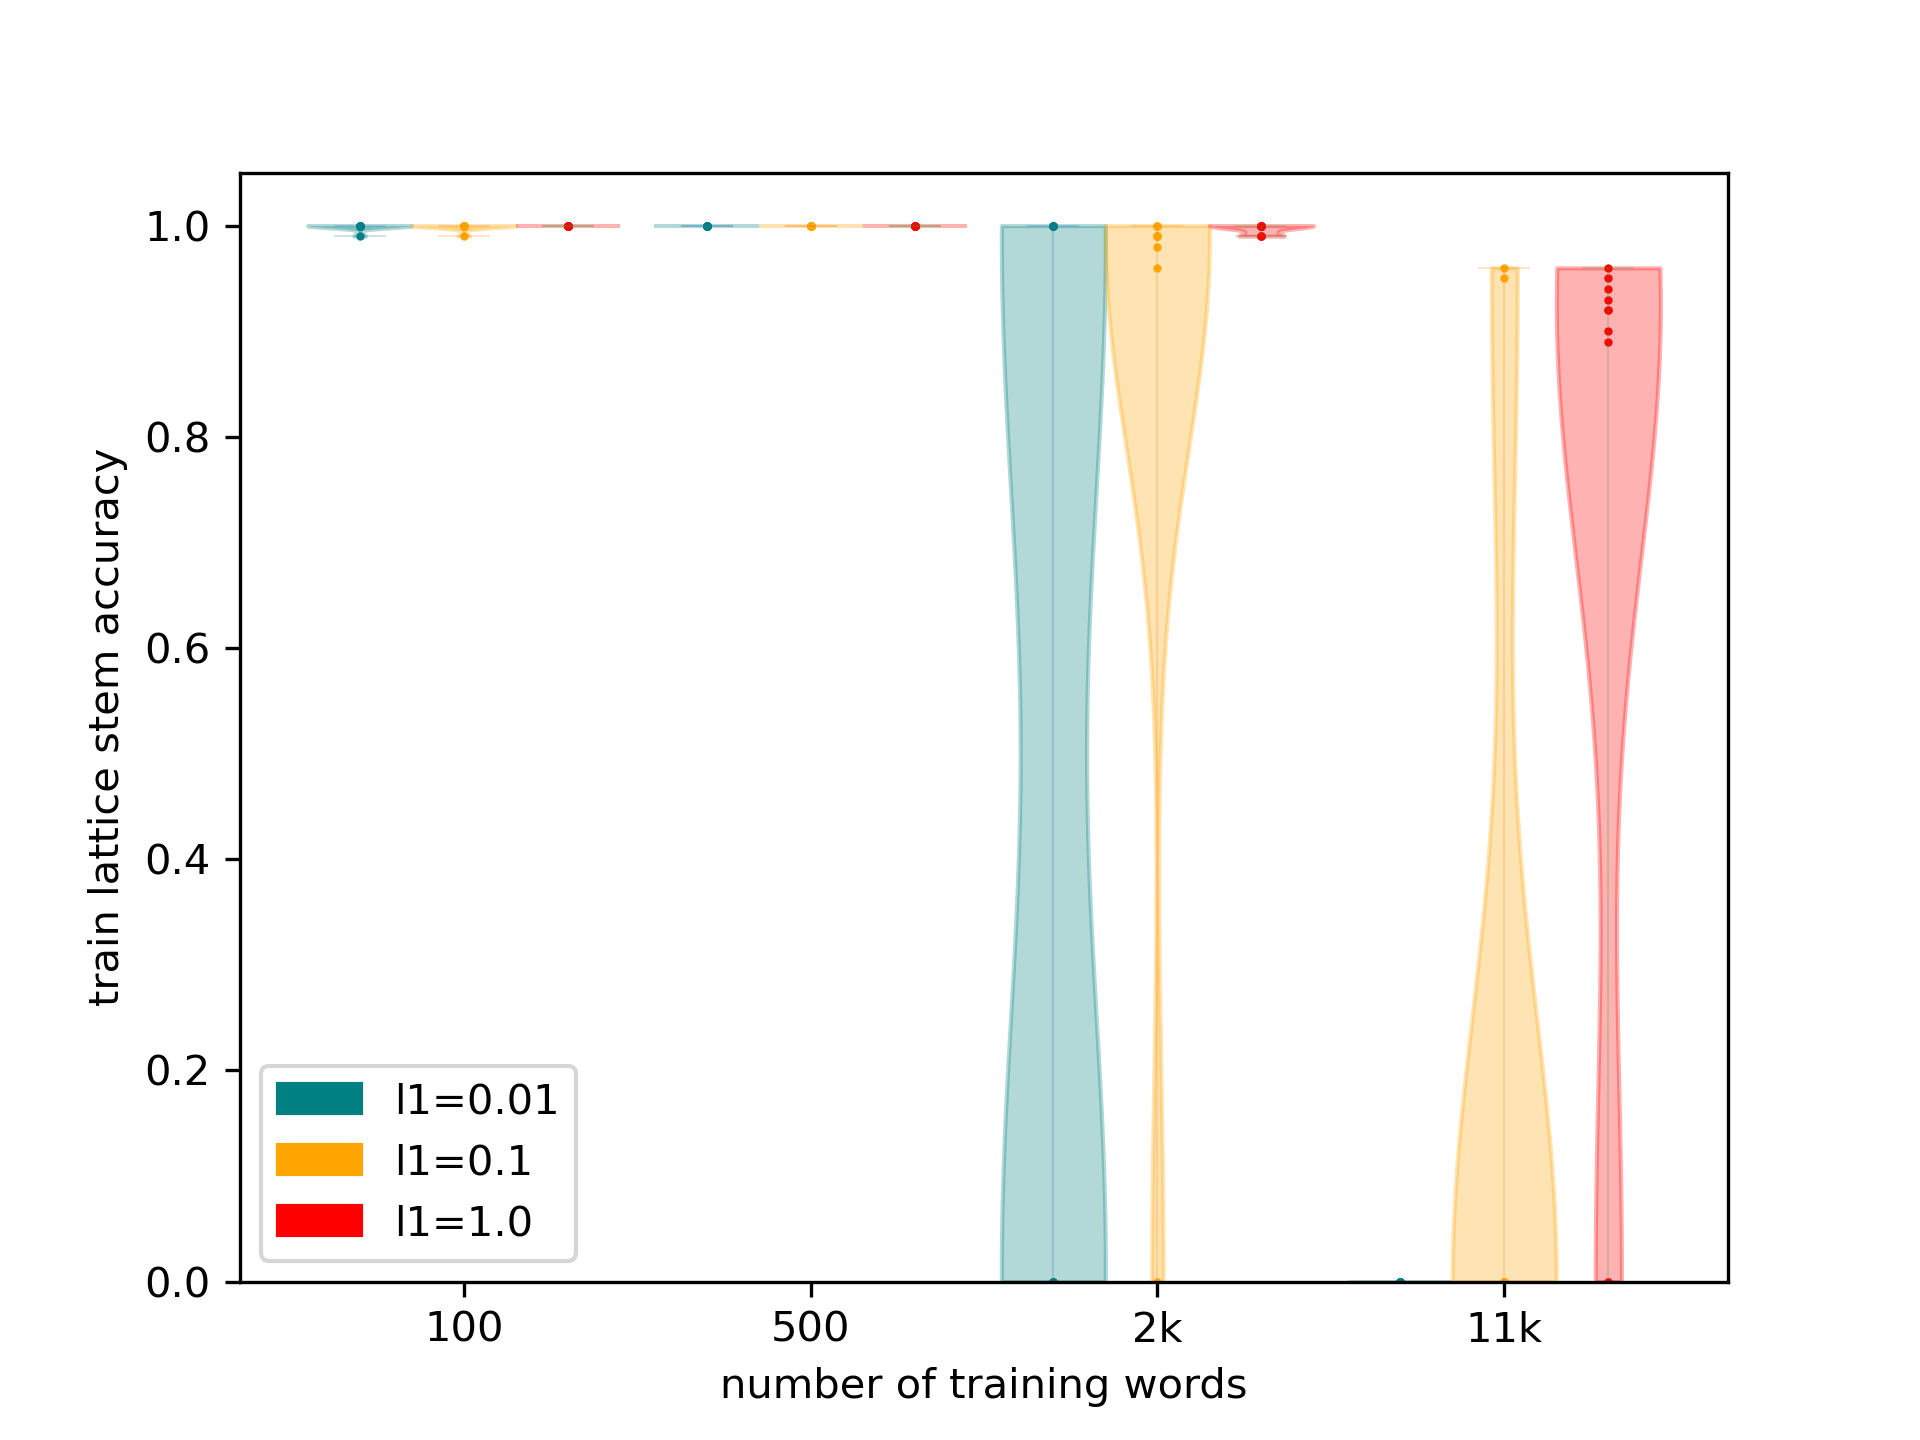 1.0
0.8
0.6
0.4
0.2
0.0
train lattice stem accuracy
l1=0.01
l1=0.1
l1=1.0
100 500 2k 11k
number of training words